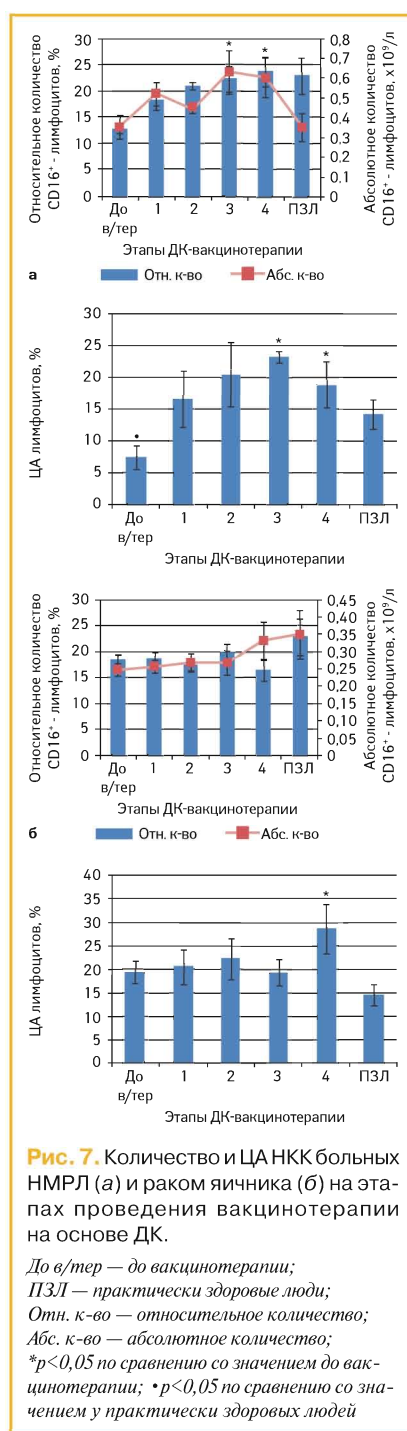 Относительное количество
CD16⁺ - лимфоцитов, %
30
25
20
15
10
5
0
Абсолютное количество
CD16⁺ - лимфоцитов, x10⁹/л
0,8
0,7
0,6
0,5
0,4
0,3
0,2
0.1
0
*
*
До
в/тер
1
2
3
4
ПЗЛ
Этапы ДК-вакцинотерапии
а
Отн. к-во
Абс. к-во
ЦА лимфоцитов, %
30
25
20
15
10
5
0
•
*
*
До
в/тер
1
2
3
4
ПЗЛ
Этапы ДК-вакцинотерапии
Относительное количество
CD16⁺ - лимфоцитов, %
30
25
20
15
10
5
0
Абсолютное количество
CD16⁺ - лимфоцитов, x10⁹/л
0,45
0,40
0,35
0,30
0,25
0,20
0,15
0,10
0,05
0
До
в/тер
1
2
3
4
ПЗЛ
Этапы ДК-вакцинотерапии
б
Отн. к-во
Абс. к-во
ЦА лимфоцитов, %
40
35
30
25
20
15
10
5
0
*
До
в/тер
1
2
3
4
ПЗЛ
Этапы ДК-вакцинотерапии
Рис. 7. Количество и ЦА НКК больных
НМРЛ (а) и раком яичника (б) на эта-
пах проведения вакцинотерапии
на основе ДК.
До в/тер — до вакцинотерапии;
ПЗЛ — практически здоровые люди;
Отн. к-во — относительное количество;
Абс. к-во — абсолютное количество;
*p<0,05 по сравнению со значением до вак-
цинотерапии; •p<0,05 по сравнению со зна-
чением у практически здоровых людей